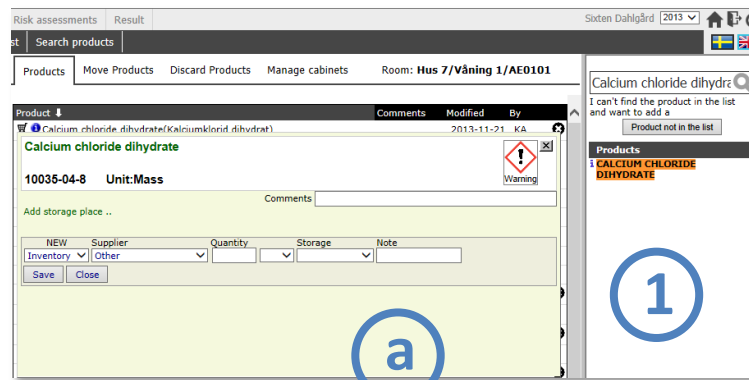 Risk assessments Result
Sixten Dahlgård 2013
st Search products
Products Move Products Discard Products Manage cabinets Room: Hus 7/Våning 1/AE0101
Calcium chloride dihydra
I can't find the product in the list
and want to add a
Product not in the list
Product Comments Modified By
Calcium chloride dihydrate(Kalciumklorid dihydrat) 2013-11-21 KA
Calcium chloride dihydrate
10035-04-8 Unit:Mass
Warning
Comments
Add storage place ..
NEW Supplier Quantity Storage Note
Inventory Other
Save Close
Products
CALCIUM CHLORIDE
DIHYDRATE
1
a